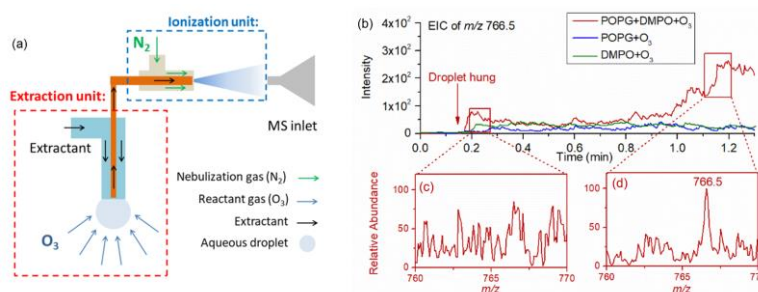 (a)
Ionization unit:
N2
Extraction unit:
Extractant
MS inlet
Nebulization gas (N2)
Reactant gas (O3)
Extractant
Aqueous droplet
O3
(b)
EIC of m/z 766.5
POPG+DMPO+O3
POPG+O3
DMPO+O3
Intensity
4x10²
3x10²
2x10²
1x10²
0
Droplet hung
0.0 0.2 0.4 0.6 0.8 1.0 1.2
Time (min)
(c)
Relative Abundance
100
50
0
760 765 770
m/z
(d)
766.5
100
50
0
760 765 770
m/z